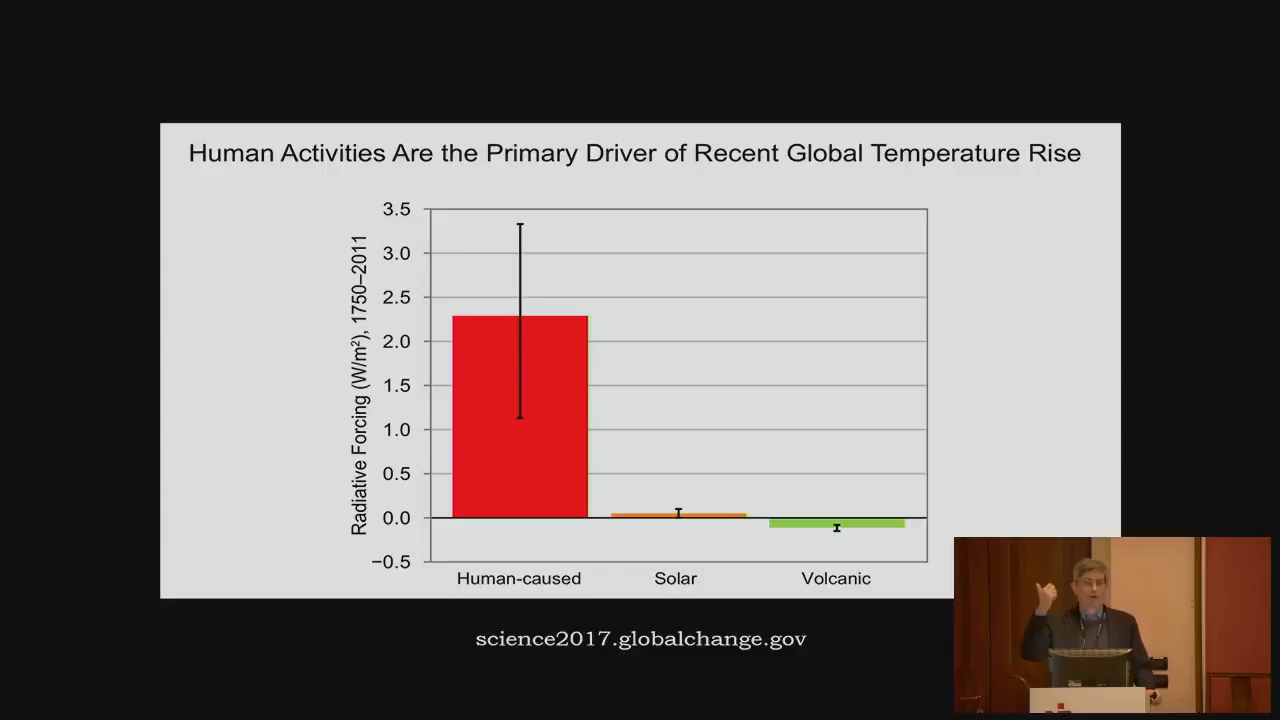 Human Activities Are the Primary Driver of Recent Global Temperature Rise
Radiative Forcing (W/m²), 1750–2011
3.5
3.0
2.5
2.0
1.5
1.0
0.5
0.0
−0.5
Human-caused
Solar
Volcanic
science2017.globalchange.gov